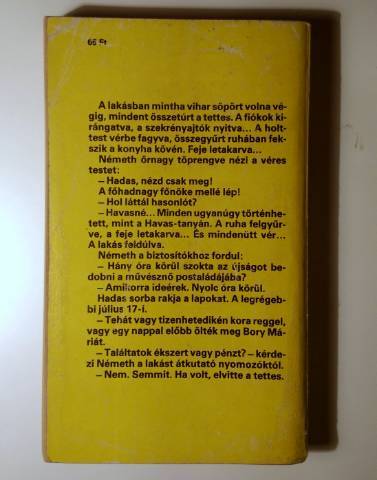 66 Ft
A lakásban mintha vihar söpört volna vé-
gig, mindent összetúrt a tettes. A fiókok ki-
rángatva, a szekrényajtók nyitva... A holt-
test vérbe fagyva, összegyűrt ruhában fek-
szik a konyha kövén. Feje letakarva...
Németh őrnagy töprengve nézi a véres
testet:
– Hadas, nézd csak meg!
A főhadnagy főnöke mellé lép!
– Hol láttál hasonlót?
– Havasné... Minden ugyanúgy történhe-
tett, mint a Havas-tanyán. A ruha felgyűr-
ve, a feje letakarva... És mindenütt vér...
A lakás feldúlva.
Németh a biztosítókhoz fordul:
– Hány óra körül szokta az újságot be-
dobni a művésznő postaládájába?
– Amikorra ideérek. Nyolc óra körül.
Hadas sorba rakja a lapokat. A legrége-
bbi július 17-i.
– Tehát vagy tizenhetedikén kora reggel,
vagy egy nappal előbb ölték meg Bory Má-
riát.
– Találtatok ékszert vagy pénzt? – kérde-
zi Németh a lakást átkutató nyomozóktól.
– Nem. Semmit. Ha volt, elvitte a tettes.